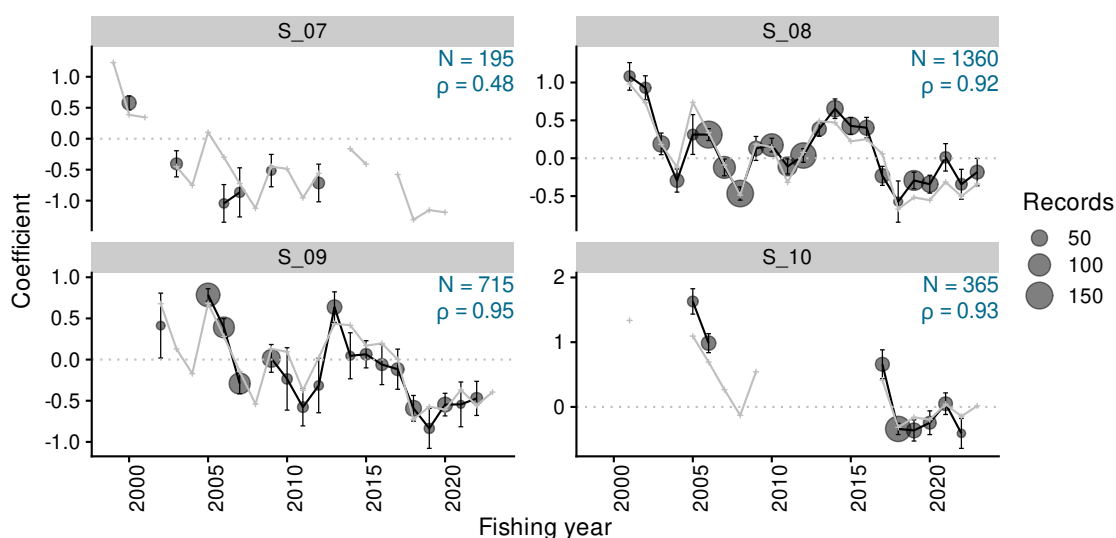 S_07
S_08
N = 195
ρ = 0.48
N = 1360
ρ = 0.92
1.0
0.5
0.0
-0.5
-1.0
1.0
0.5
0.0
-0.5
S_09
S_10
N = 715
ρ = 0.95
N = 365
ρ = 0.93
1.0
0.5
0.0
-0.5
-1.0
2
1
0
2000
2005
2010
2015
2020
2000
2005
2010
2015
2020
Coefficient
Fishing year
Records
50
100
150